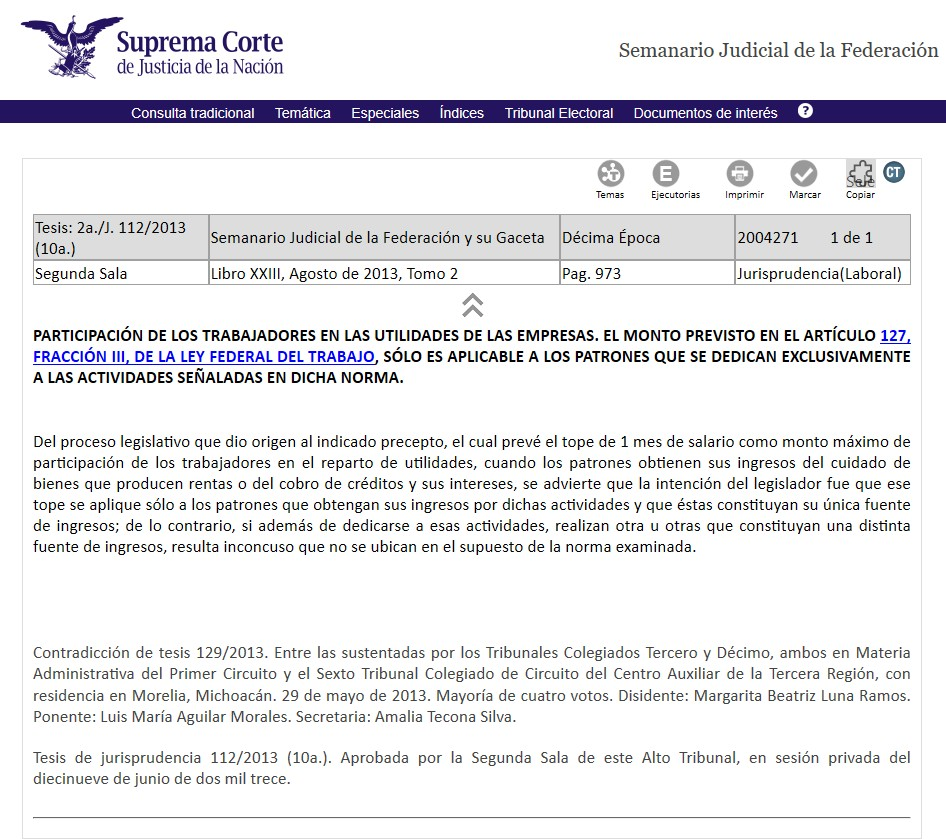 Suprema Corte
de Justicia de la Nación
Semanario Judicial de la Federación
Consulta tradicional Temática Especiales Índices Tribunal Electoral Documentos de interés ?
E CT
Temas Ejecutorias Imprimir Marcar Copiar
Tesis: 2a./J. 112/2013
(10a.)
Semanario Judicial de la Federación y su Gaceta Décima Época 2004271 1 de 1
Segunda Sala Libro XXIII, Agosto de 2013, Tomo 2 Pag. 973 Jurisprudencia(Laboral)
PARTICIPACIÓN DE LOS TRABAJADORES EN LAS UTILIDADES DE LAS EMPRESAS. EL MONTO PREVISTO EN EL ARTÍCULO 127,
FRACCIÓN III, DE LA LEY FEDERAL DEL TRABAJO, SÓLO ES APLICABLE A LOS PATRONES QUE SE DEDICAN EXCLUSIVAMENTE
A LAS ACTIVIDADES SEÑALADAS EN DICHA NORMA.
Del proceso legislativo que dio origen al indicado precepto, el cual prevé el tope de 1 mes de salario como monto máximo de
participación de los trabajadores en el reparto de utilidades, cuando los patrones obtienen sus ingresos del cuidado de
bienes que producen rentas o del cobro de créditos y sus intereses, se advierte que la intención del legislador fue que ese
tope se aplique sólo a los patrones que obtengan sus ingresos por dichas actividades y que éstas constituyan su única fuente
de ingresos; de lo contrario, si además de dedicarse a esas actividades, realizan otra u otras que constituyan una distinta
fuente de ingresos, resulta inconcuso que no se ubican en el supuesto de la norma examinada.
Contradicción de tesis 129/2013. Entre las sustentadas por los Tribunales Colegiados Tercero y Décimo, ambos en Materia
Administrativa del Primer Circuito y el Sexto Tribunal Colegiado de Circuito del Centro Auxiliar de la Tercera Región, con
residencia en Morelia, Michoacán. 29 de mayo de 2013. Mayoría de cuatro votos. Disidente: Margarita Beatriz Luna Ramos.
Ponente: Luis María Aguilar Morales. Secretaria: Amalia Tecona Silva.
Tesis de jurisprudencia 112/2013 (10a.). Aprobada por la Segunda Sala de este Alto Tribunal, en sesión privada del
diecinueve de junio de dos mil trece.